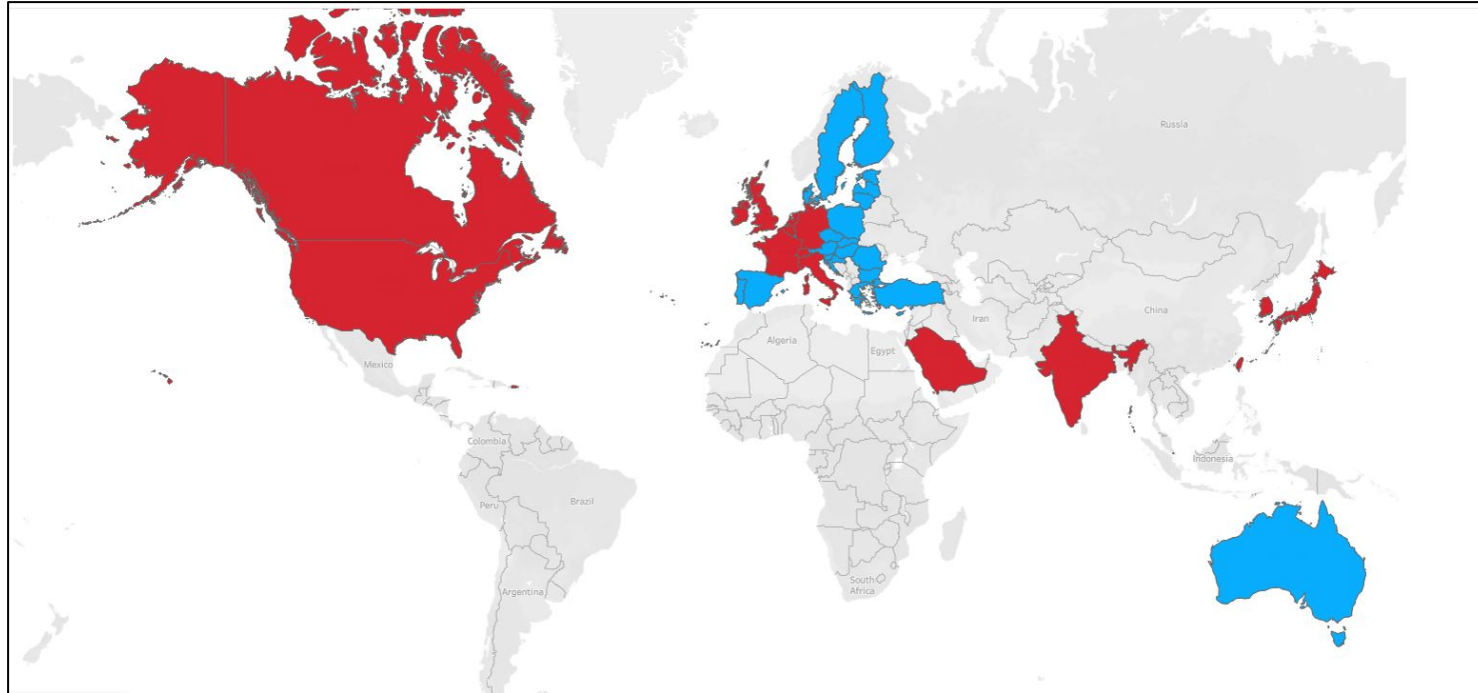 Russia
China
Iran
Algeria
Egypt
Mexico
Colombia
Indonesia
Peru
Brazil
South
Africa
Argentina